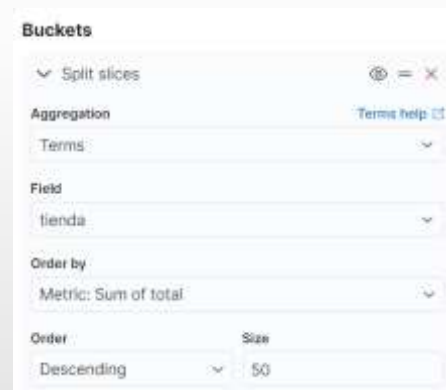 Buckets
Split slices
Aggregation Terms help
Terms
Field
tienda
Order by
Metric: Sum of total
Order Size
Descending 50